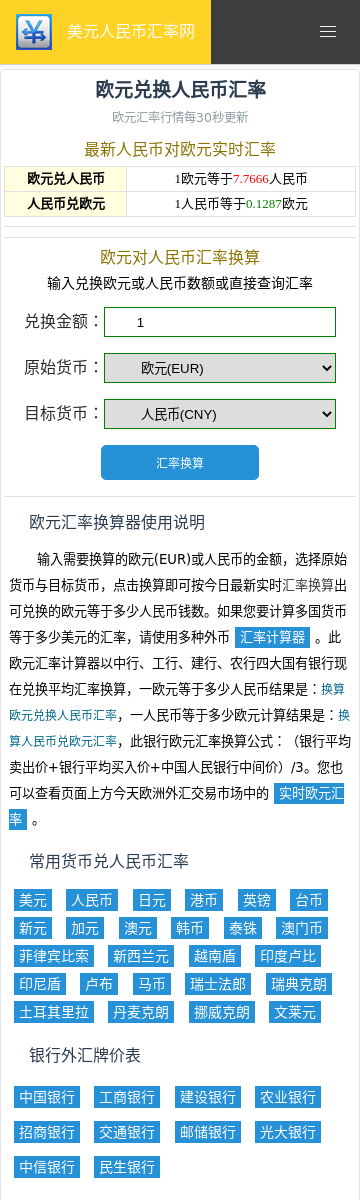 美元人民币汇率网
欧元兑换人民币汇率
欧元汇率行情每30秒更新
最新人民币对欧元实时汇率
欧元兑人民币 1欧元等于7.7666人民币
人民币兑欧元 1人民币等于0.1287欧元
欧元对人民币汇率换算
输入兑换欧元或人民币数额或直接查询汇率
兑换金额： 1
原始货币： 欧元(EUR)
目标货币： 人民币(CNY)
汇率换算
欧元汇率换算器使用说明
输入需要换算的欧元(EUR)或人民币的金额，选择原始
货币与目标货币，点击换算即可按今日最新实时汇率换算出
可兑换的欧元等于多少人民币钱数。如果您要计算多国货币
等于多少美元的汇率，请使用多种外币 汇率计算器 。此
欧元汇率计算器以中行、工行、建行、农行四大国有银行现
在兑换平均汇率换算，一欧元等于多少人民币结果是：换算
欧元兑换人民币汇率，一人民币等于多少欧元计算结果是：换
算人民币兑欧元汇率，此银行欧元汇率换算公式：（银行平均
卖出价+银行平均买入价+中国人民银行中间价）/3。您也
可以查看页面上方今天欧洲外汇交易市场中的 实时欧元汇
率 。
常用货币兑人民币汇率
美元 人民币 日元 港币 英镑 台币
新元 加元 澳元 韩币 泰铢 澳门币
菲律宾比索 新西兰元 越南盾 印度卢比
印尼盾 卢布 马币 瑞士法郎 瑞典克朗
土耳其里拉 丹麦克朗 挪威克朗 文莱元
银行外汇牌价表
中国银行 工商银行 建设银行 农业银行
招商银行 交通银行 邮储银行 光大银行
中信银行 民生银行